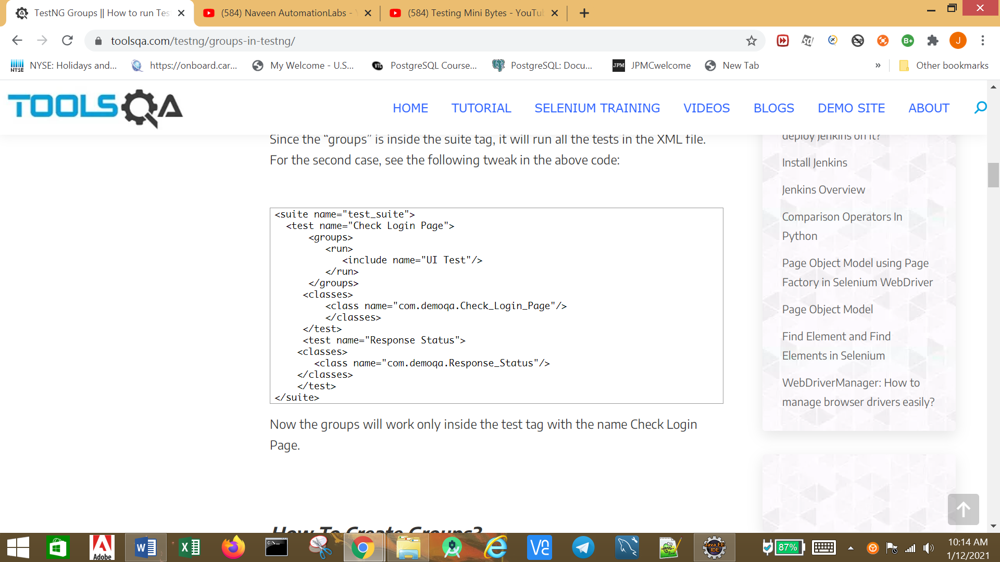 TestNG Groups || How to run Tes
(584) Naveen AutomationLabs -
(584) Testing Mini Bytes - YouTu
toolsqa.com/testng/groups-in-testng/
J
NYSE: Holidays and...
https://onboard.car...
My Welcome - U.S...
PostgreSQL Course...
PostgreSQL: Docu...
JPMCwelcome
New Tab
»
Other bookmarks
TOOLSQA
HOME
TUTORIAL
SELENIUM TRAINING
VIDEOS
BLOGS
DEMO SITE
ABOUT
Since the “groups” is inside the suite tag, it will run all the tests in the XML file.
For the second case, see the following tweak in the above code:
<suite name="test_suite">
<test name="Check Login Page">
<groups>
<run>
<include name="UI Test"/>
</run>
</groups>
<classes>
<class name="com.demoqa.Check_Login_Page"/>
</classes>
</test>
<test name="Response Status">
<classes>
<class name="com.demoqa.Response_Status"/>
</classes>
</test>
</suite>
Now the groups will work only inside the test tag with the name Check Login
Page.
How To Create Groups?
deploy Jenkins on it?
Install Jenkins
Jenkins Overview
Comparison Operators In
Python
Page Object Model using Page
Factory in Selenium WebDriver
Page Object Model
Find Element and Find
Elements in Selenium
WebDriverManager: How to
manage browser drivers easily?
Adobe
Java EE
IDE
87%
10:14 AM
1/12/2021